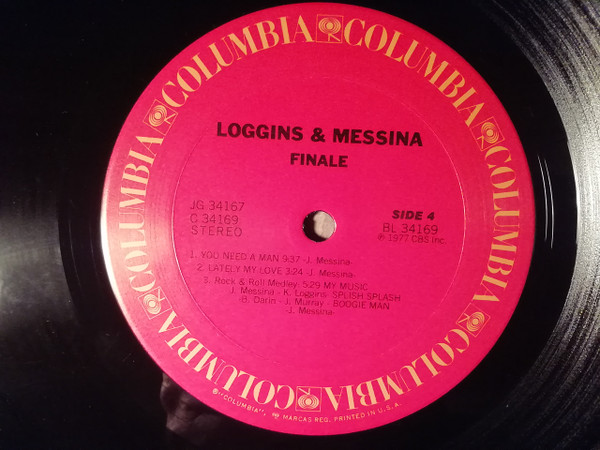 COLUMBIA COLUMBIA COLUMBIA COLUMBIA COLUMBIA COLUMBIA
LOGGINS & MESSINA
FINALE
JG 34167
C 34169
STEREO
SIDE 4
BL 34169
℗ 1977 CBS Inc.
1. YOU NEED A MAN 9:37 -J. Messina-
2. LATELY MY LOVE 3:24 -J. Messina-
3. Rock & Roll Medley: 5:29 MY MUSIC
J. Messina - K. Loggins- SPLISH SPLASH
-B. Darin - J. Murray - BOOGIE MAN
-J. Messina-
®"COLUMBIA", MARCAS REG. PRINTED IN U.S.A.